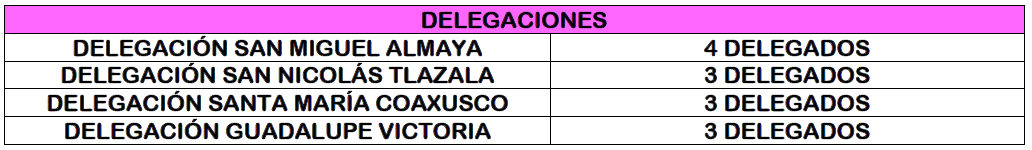 DELEGACIONES
DELEGACIÓN SAN MIGUEL ALMAYA 4 DELEGADOS
DELEGACIÓN SAN NICOLÁS TLAZALA 3 DELEGADOS
DELEGACIÓN SANTA MARÍA COAXUSCO 3 DELEGADOS
DELEGACIÓN GUADALUPE VICTORIA 3 DELEGADOS